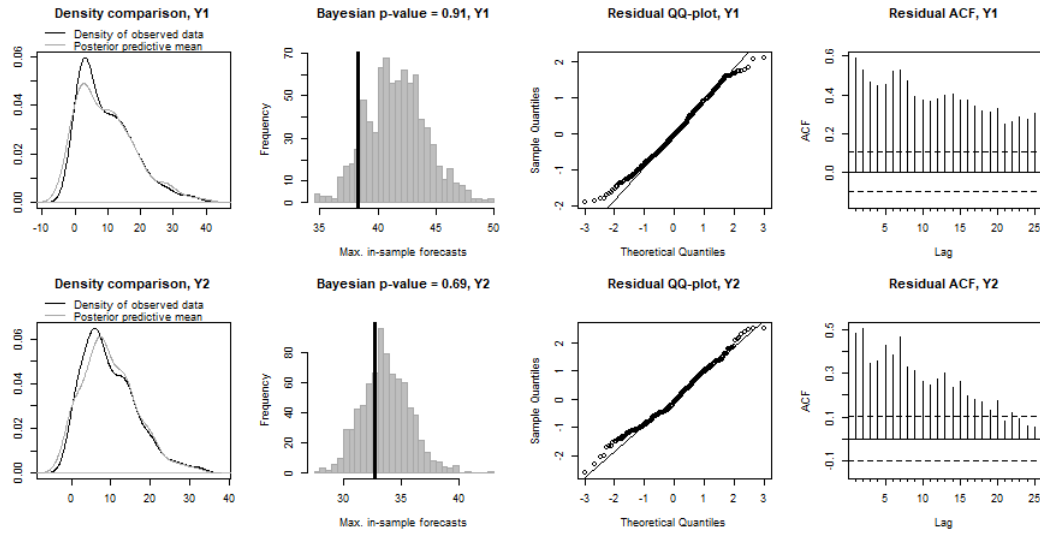 Density comparison, Y1
Density of observed data
Posterior predictive mean
0.00 0.02 0.04 0.06
-10 0 10 20 30 40
Bayesian p-value = 0.91, Y1
Frequency
0 10 30 50 70
35 40 45 50
Max. in-sample forecasts
Residual QQ-plot, Y1
Sample Quantiles
-2 -1 0 1 2
-3 -2 -1 0 1 2 3
Theoretical Quantiles
Residual ACF, Y1
ACF
0.0 0.2 0.4 0.6
5 10 15 20 25
Lag
Density comparison, Y2
Density of observed data
Posterior predictive mean
0.00 0.02 0.04 0.06
0 10 20 30 40
Bayesian p-value = 0.69, Y2
Frequency
0 20 40 60 80
30 35 40
Max. in-sample forecasts
Residual QQ-plot, Y2
Sample Quantiles
-2 -1 0 1 2
-3 -2 -1 0 1 2 3
Theoretical Quantiles
Residual ACF, Y2
ACF
-0.1 0.1 0.3 0.5
5 10 15 20 25
Lag